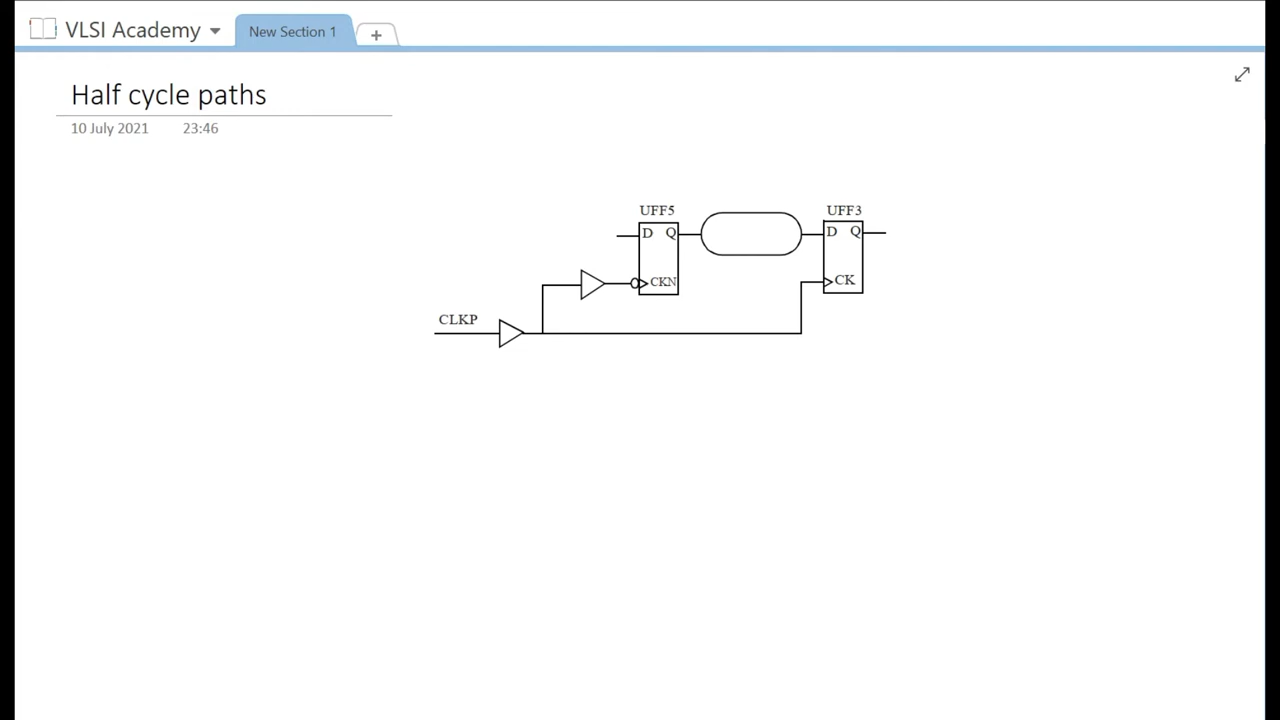 VLSI Academy
New Section 1
+
Half cycle paths
10 July 2021 23:46
UFF5 UFF3
D Q D Q
CKN CK
CLKP